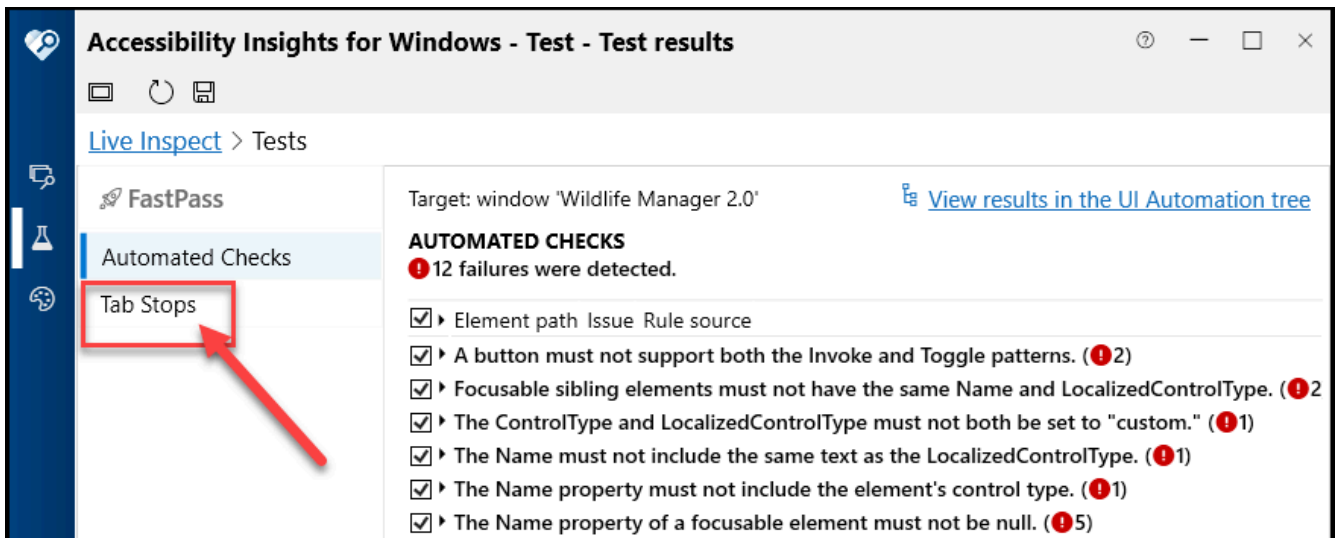 Accessibility Insights for Windows - Test - Test results
Live Inspect > Tests
FastPass
Automated Checks
Tab Stops
Target: window 'Wildlife Manager 2.0'
View results in the UI Automation tree
AUTOMATED CHECKS
12 failures were detected.
Element path Issue Rule source
A button must not support both the Invoke and Toggle patterns. (!2)
Focusable sibling elements must not have the same Name and LocalizedControlType. (!2
The ControlType and LocalizedControlType must not both be set to "custom." (!1)
The Name must not include the same text as the LocalizedControlType. (!1)
The Name property must not include the element's control type. (!1)
The Name property of a focusable element must not be null. (!5)